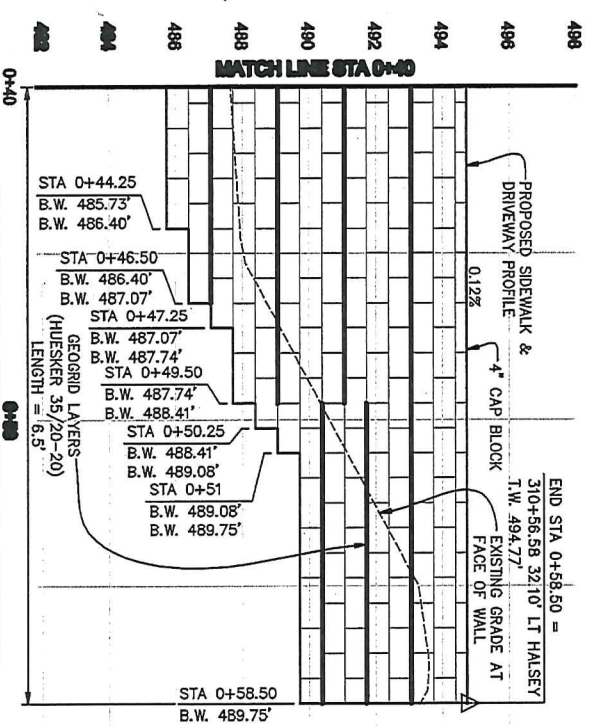 498
496
494
492
490
488
486
484
482
MATCH LINE STA 0+40
0+40
0+50
PROPOSED SIDEWALK &
DRIVEWAY PROFILE
0.12%
4" CAP BLOCK
END STA 0+58.50 =
310+56.58 32.10' LT HALSEY
T.W. 494.77'
EXISTING GRADE AT
FACE OF WALL
STA 0+44.25
B.W. 485.73'
B.W. 486.40'
STA 0+46.50
B.W. 486.40'
B.W. 487.07'
STA 0+47.25
B.W. 487.07'
B.W. 487.74'
STA 0+49.50
B.W. 487.74'
B.W. 488.41'
STA 0+50.25
B.W. 488.41'
B.W. 489.08'
STA 0+51
B.W. 489.08'
B.W. 489.75'
GEOGRID LAYERS
(HUESKER 35/20-20)
LENGTH = 6.5'
STA 0+58.50
B.W. 489.75'